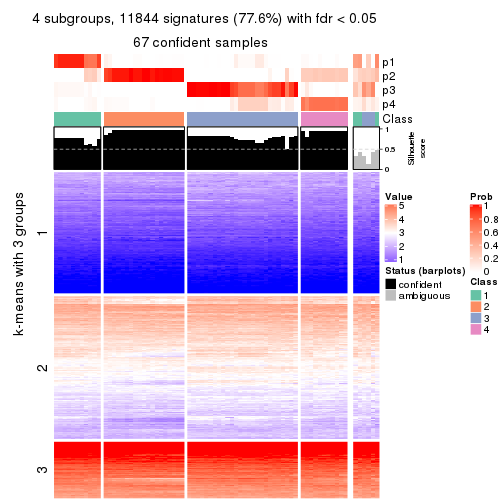 4 subgroups, 11844 signatures (77.6%) with fdr < 0.05
67 confident samples
p1
p2
p3
p4
Class
1
0.5
0
Silhouette
score
k-means with 3 groups
1
2
3
Value
5
4
3
2
1
Status (barplots)
confident
ambiguous
Prob
1
0.8
0.6
0.4
0.2
0
Class
1
2
3
4